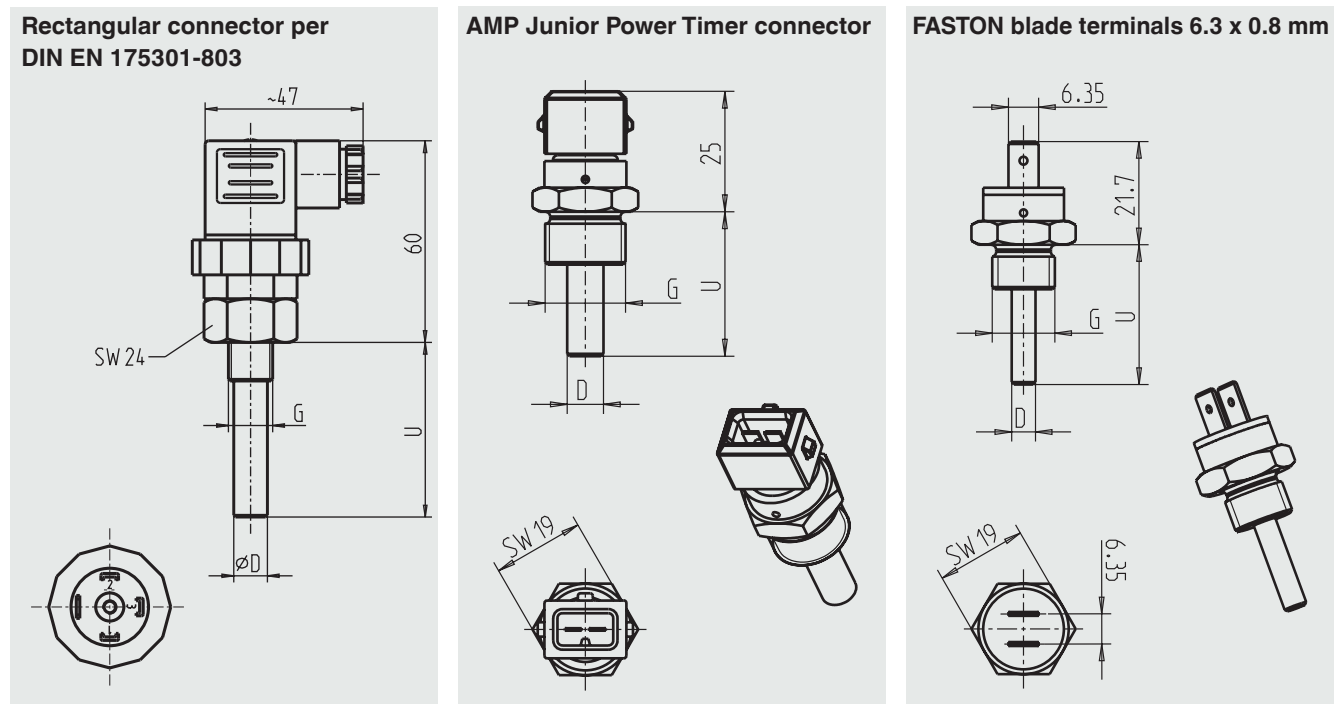 Rectangular connector per
DIN EN 175301-803
~47
60
SW 24
G
U
øD
2
3
1
AMP Junior Power Timer connector
25
G
U
D
SW 19
FASTON blade terminals 6.3 x 0.8 mm
6.35
21.7
G
U
D
SW 19
6.35